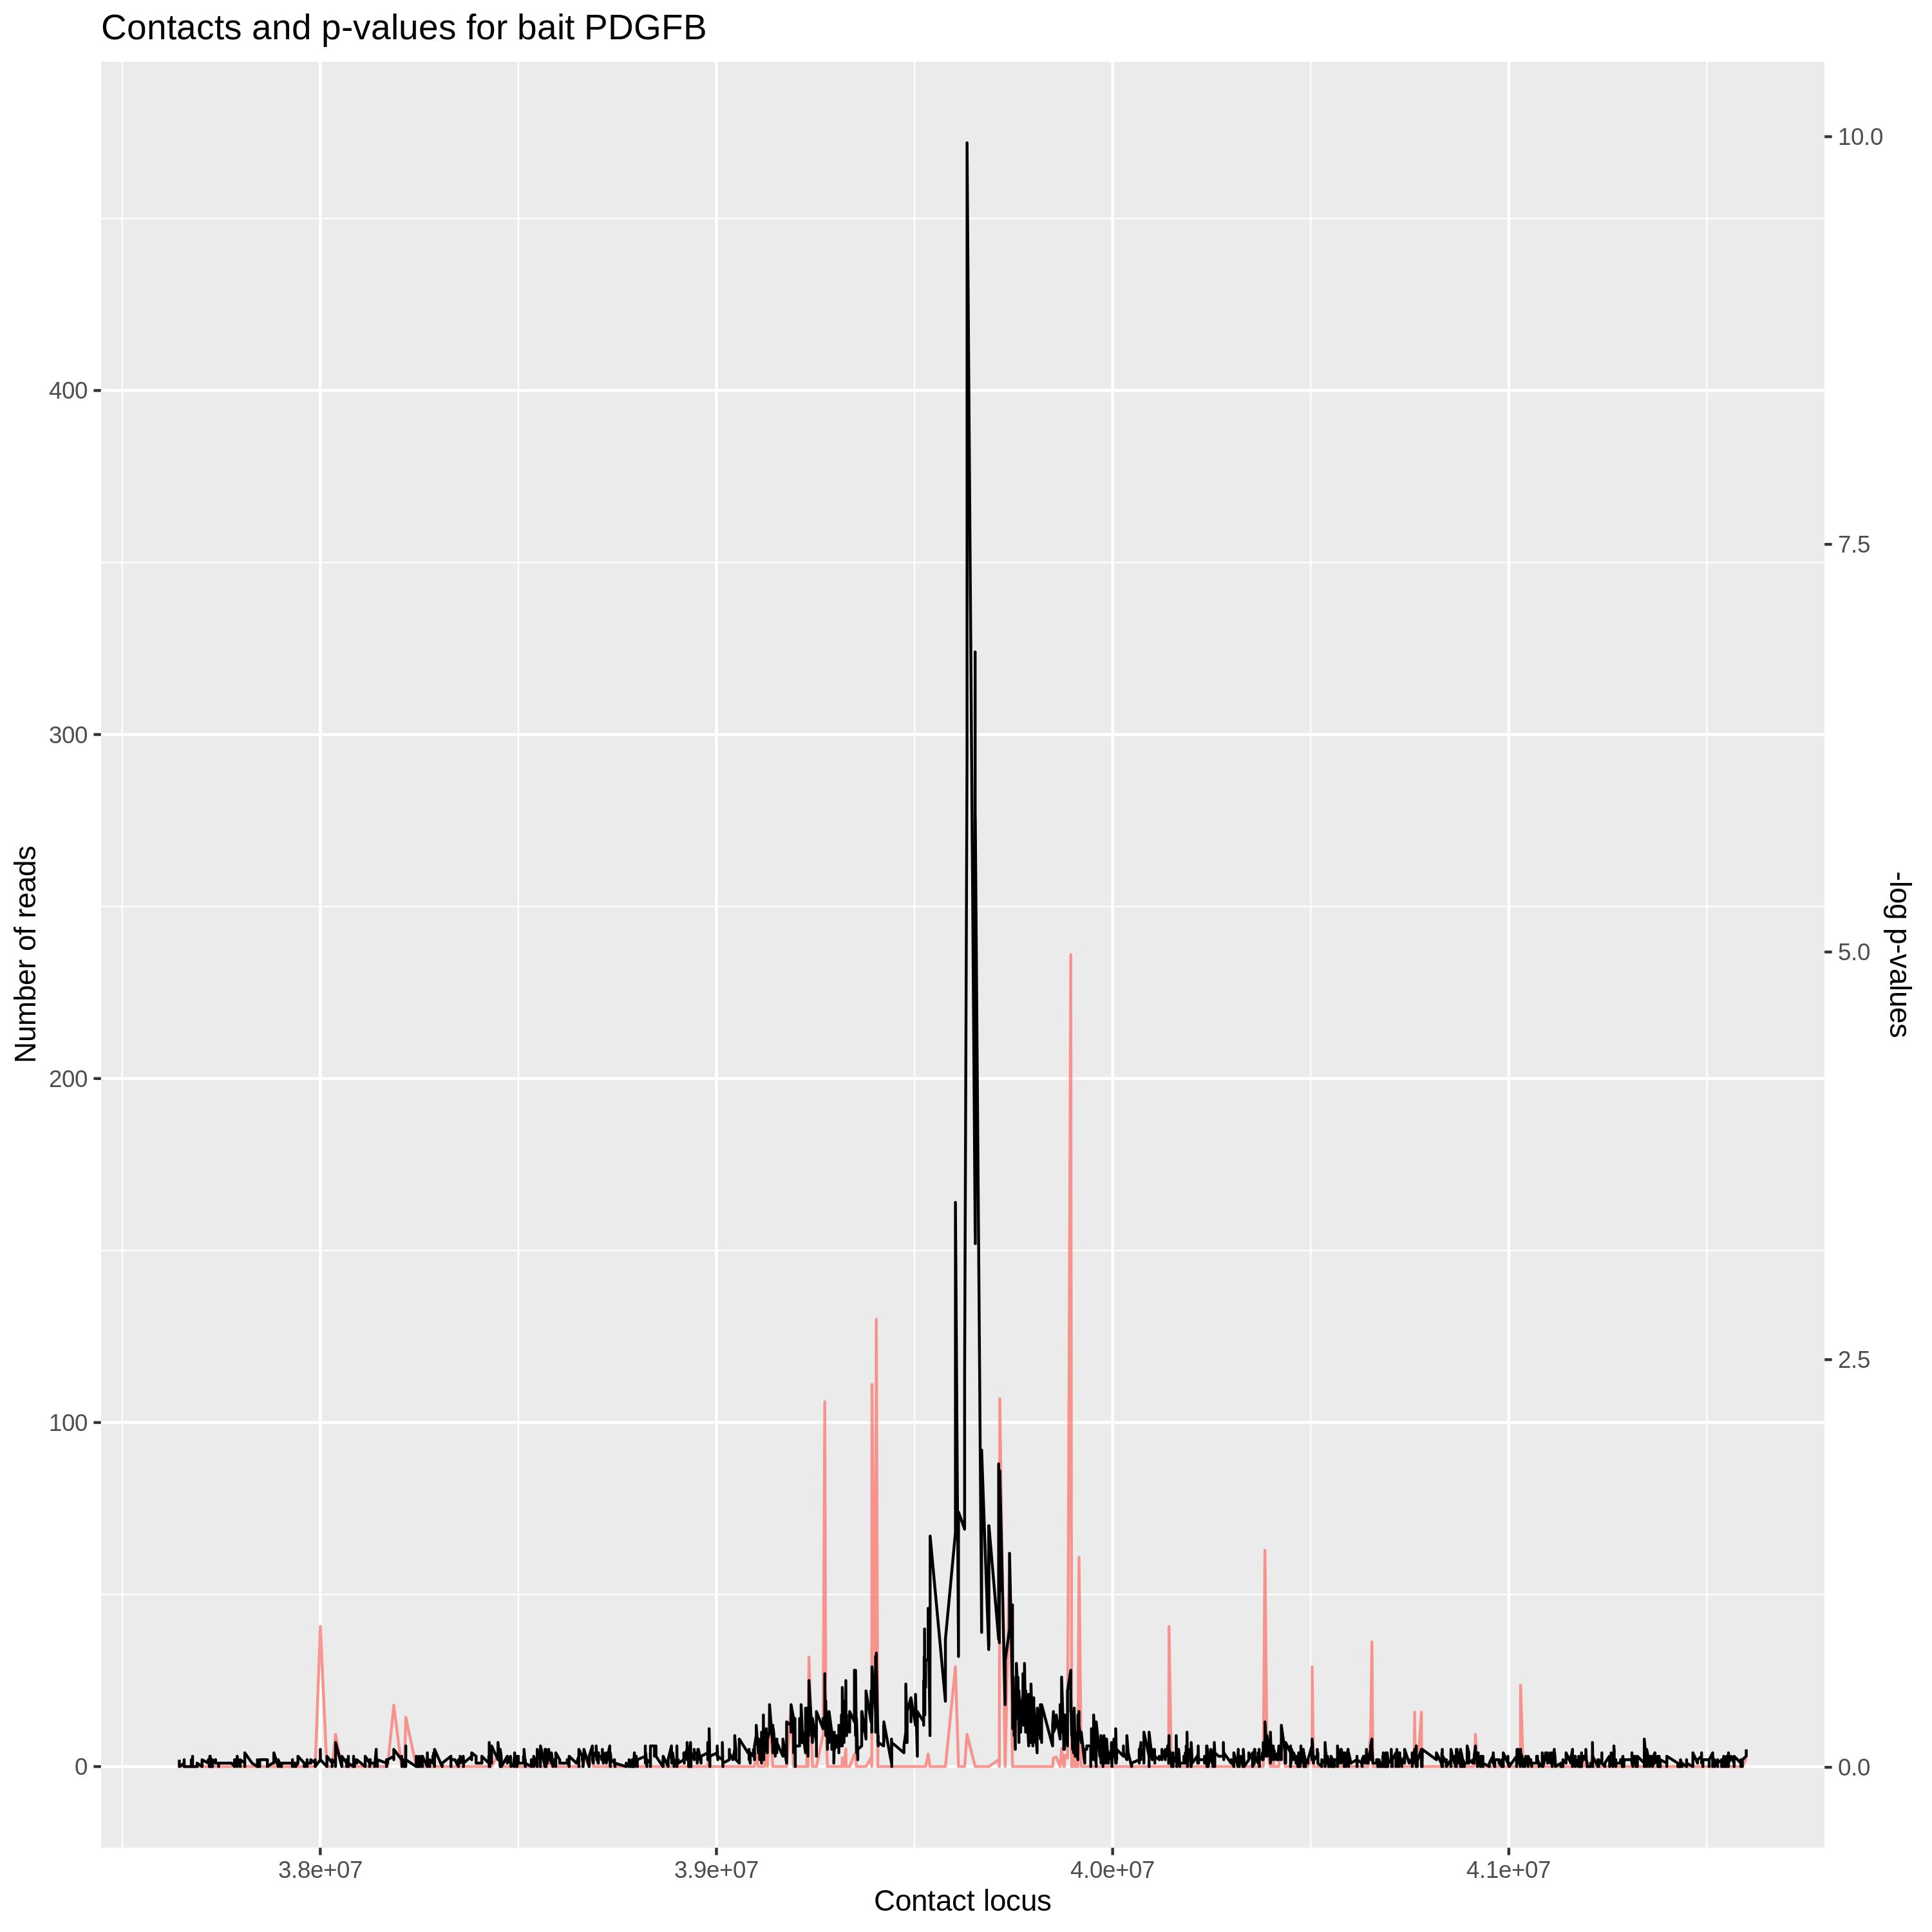 Contacts and p-values for bait PDGFB
Number of reads
400
300
200
100
0
10.0
7.5
5.0
2.5
0.0
-log p-values
3.8e+07 3.9e+07 4.0e+07 4.1e+07
Contact locus